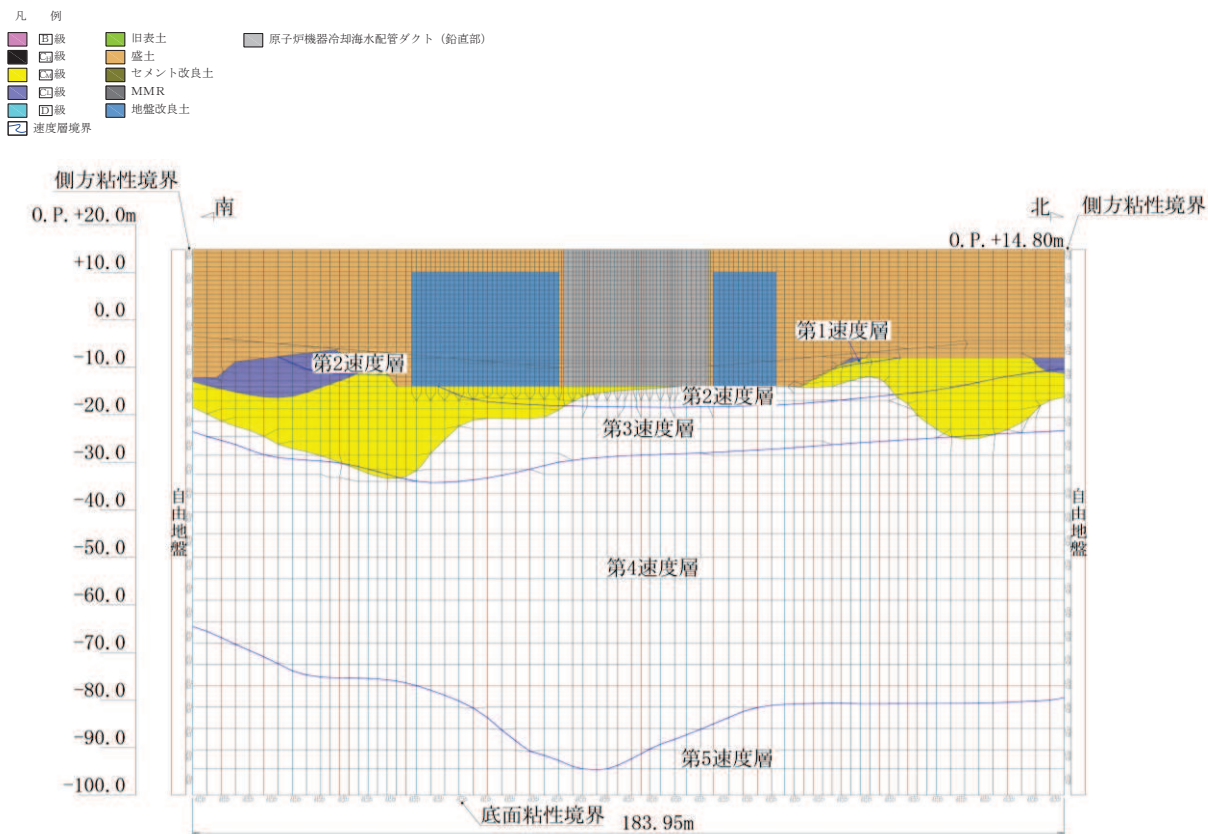 凡 例
B級 旧表土 原子炉機器冷却海水配管ダクト（鉛直部）
CH級 盛土
CM級 セメント改良土
CL級 MMR
D級 地盤改良土
速度層境界
側方粘性境界
O.P.+20.0m
南
北
側方粘性境界
O.P.+14.80m
+10.0
0.0
第1速度層
-10.0
第2速度層
第2速度層
-20.0
第3速度層
-30.0
-40.0
自由地盤
自由地盤
-50.0
第4速度層
-60.0
-70.0
-80.0
-90.0
第5速度層
-100.0
底面粘性境界
183.95m